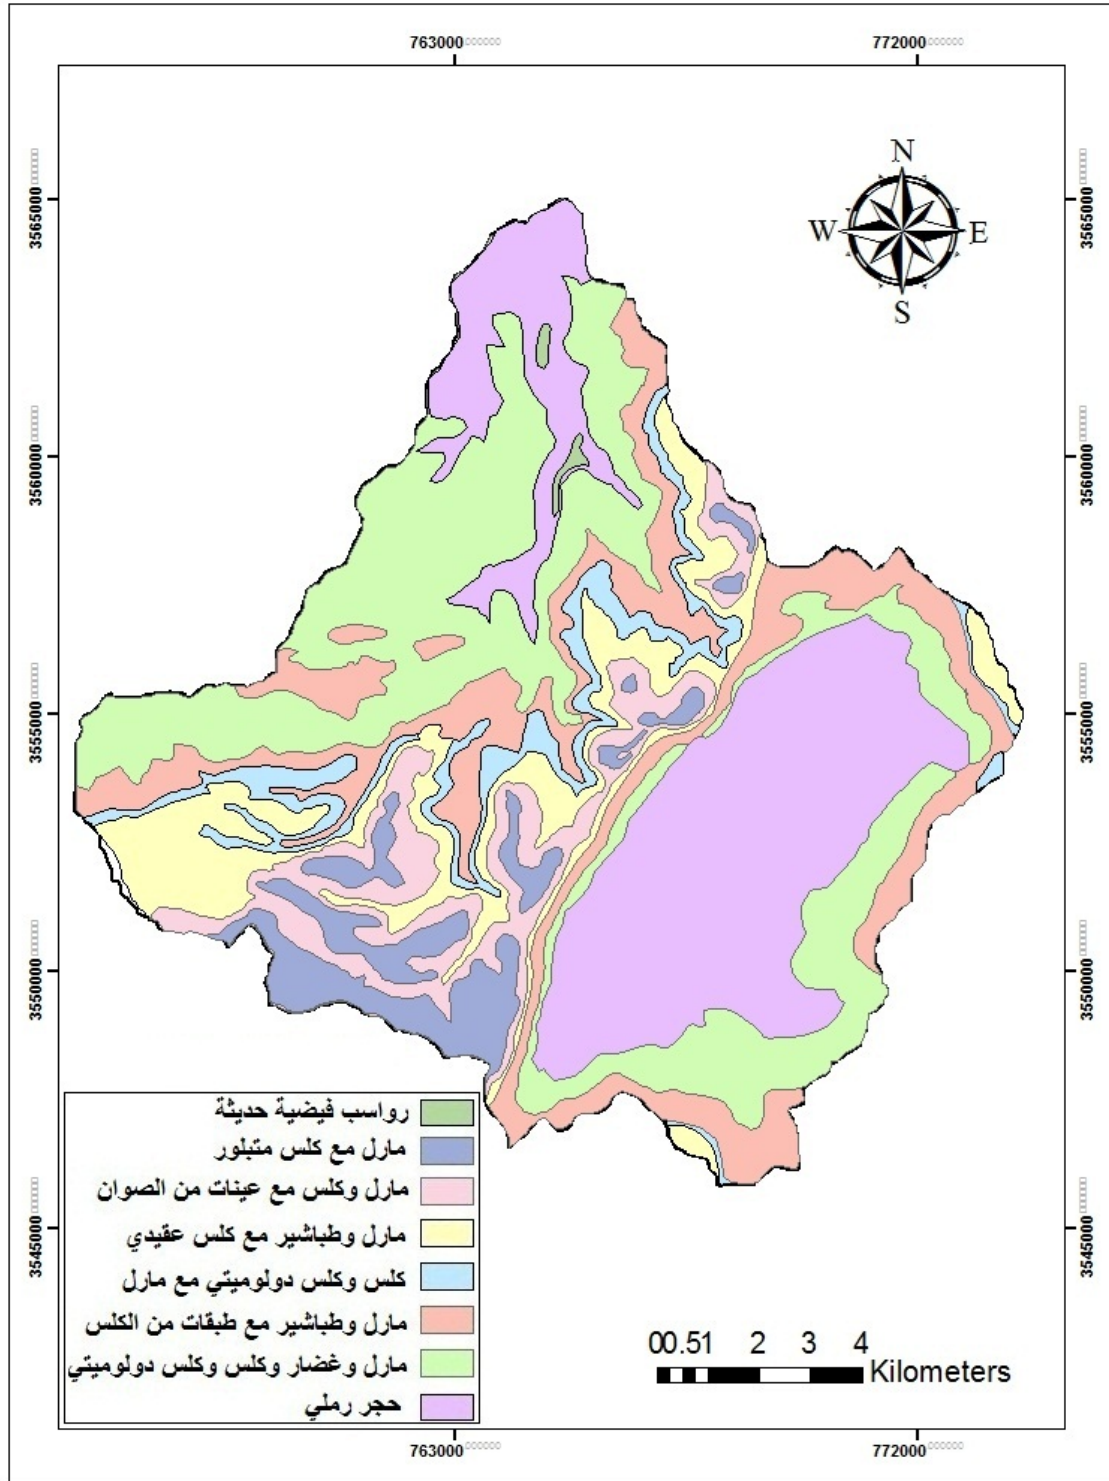 763000 772000
N
W E
S
3565000 3565000
3560000 3560000
3555000 3555000
3550000 3550000
3545000 3545000
رواسب فيضية حديثة
مارل مع كلس متبلور
مارل وكلس مع عينات من الصوان
مارل وطباشير مع كلس عقيدي
كلس وكلس دولوميتي مع مارل
مارل وطباشير مع طبقات من الكلس
مارل وغضار وكلس وكلس دولوميتي
حجر رملي
00.51 2 3 4
Kilometers
763000 772000